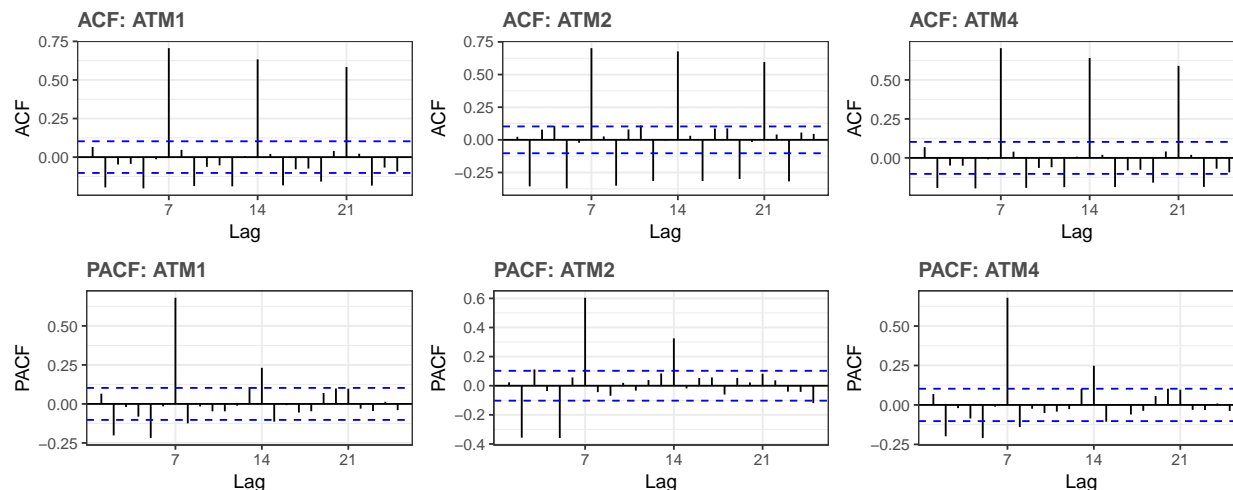 ACF: ATM1
0.75
0.50
0.25
0.00
ACF
7 14 21
Lag
ACF: ATM2
0.75
0.50
0.25
0.00
−0.25
ACF
7 14 21
Lag
ACF: ATM4
0.50
0.25
0.00
ACF
7 14 21
Lag
PACF: ATM1
0.50
0.25
0.00
−0.25
PACF
7 14 21
Lag
PACF: ATM2
0.6
0.4
0.2
0.0
−0.2
−0.4
PACF
7 14 21
Lag
PACF: ATM4
0.50
0.25
0.00
−0.25
PACF
7 14 21
Lag